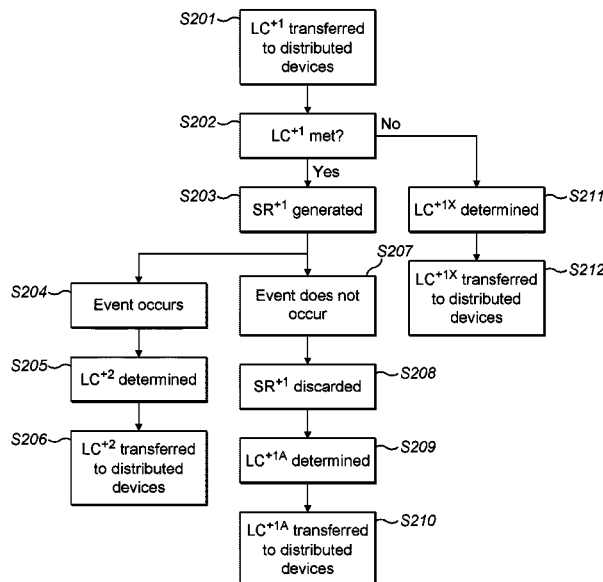 S201
LC+1 transferred
to distributed
devices
S202
LC+1 met?
No
Yes
S203
SR+1 generated
LC+1X determined
S211
S207
LC+1X transferred
to distributed
devices
S212
S204
Event occurs
Event does not
occur
S205
LC+2 determined
SR+1 discarded
S208
S206
LC+2 transferred
to distributed
devices
LC+1A determined
S209
LC+1A transferred
to distributed
devices
S210